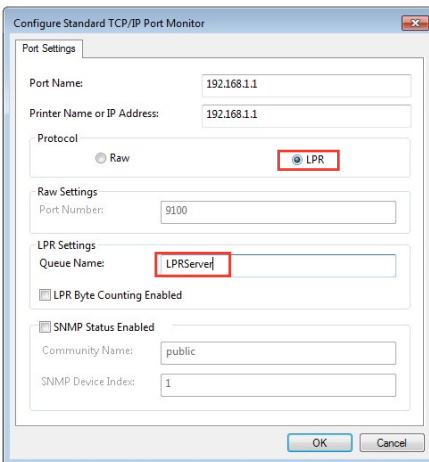 Configure Standard TCP/IP Port Monitor
Port Settings
Port Name: 192.168.1.1
Printer Name or IP Address: 192.168.1.1
Protocol
Raw LPR
Raw Settings
Port Number: 9100
LPR Settings
Queue Name: LPRServer
LPR Byte Counting Enabled
SNMP Status Enabled
Community Name: public
SNMP Device Index: 1
OK Cancel